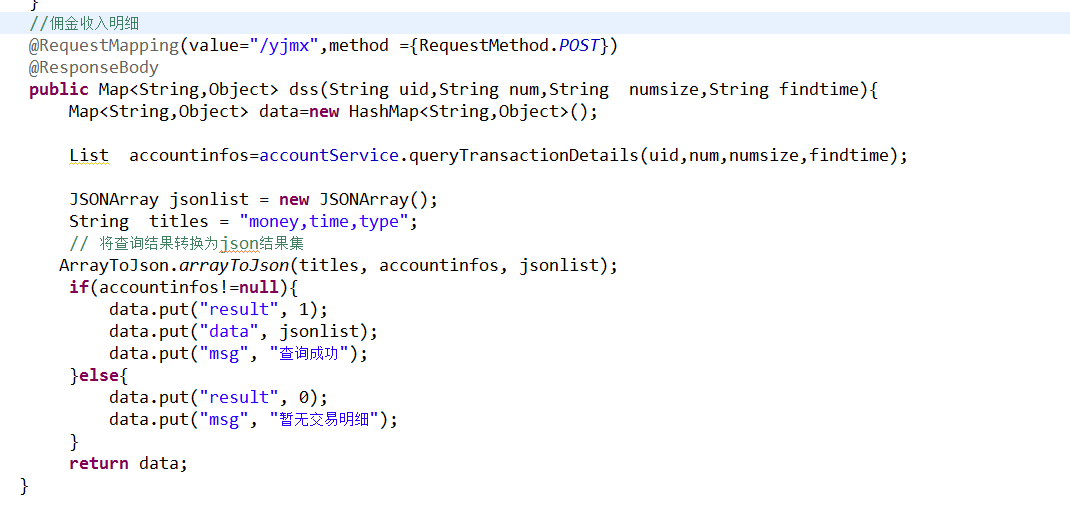 }
//佣金收入明细
@RequestMapping(value="/yjmx",method ={RequestMethod.POST})
@ResponseBody
public Map<String,Object> dss(String uid,String num,String  numsize,String findtime){
Map<String,Object> data=new HashMap<String,Object>();
List  accountinfos=accountService.queryTransactionDetails(uid,num,numsize,findtime);
JSONArray jsonlist = new JSONArray();
String  titles = "money,time,type";
// 将查询结果转换为json结果集
ArrayToJson.arrayToJson(titles, accountinfos, jsonlist);
if(accountinfos!=null){
data.put("result", 1);
data.put("data", jsonlist);
data.put("msg", "查询成功");
}else{
data.put("result", 0);
data.put("msg", "暂无交易明细");
}
return data;
}